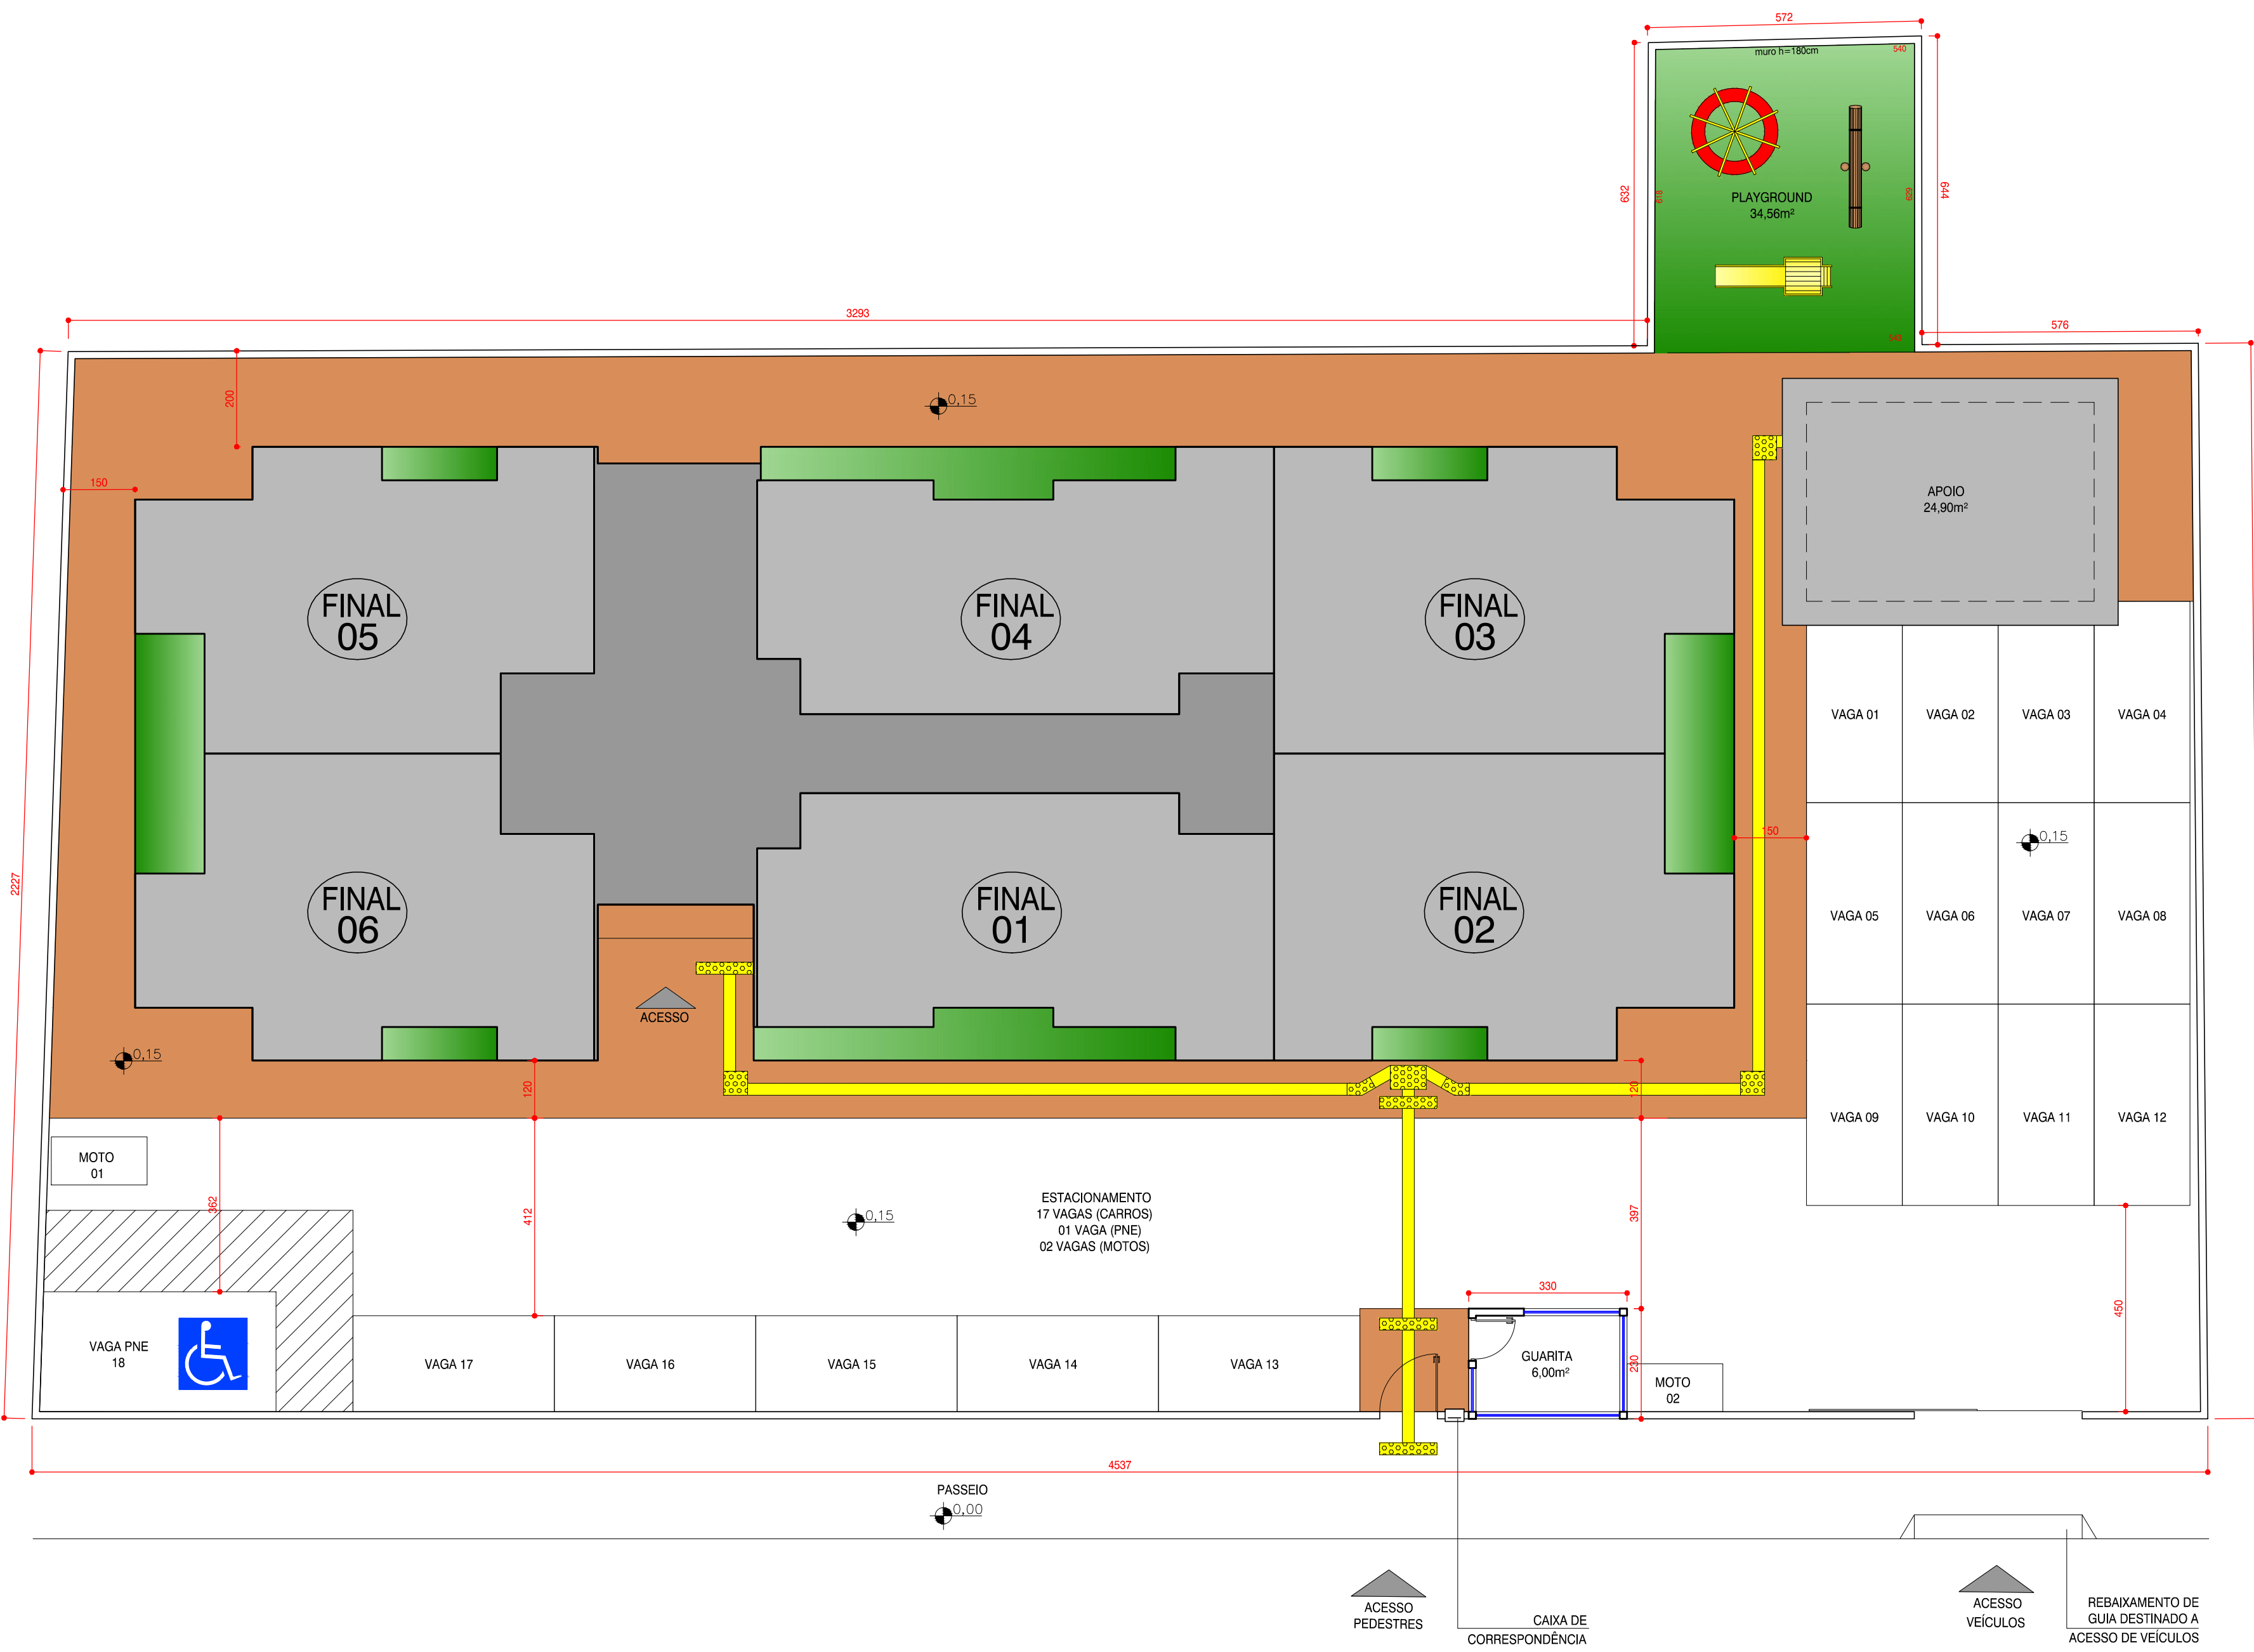 572
muro h=180cm
540
632
618
PLAYGROUND
34,56m²
629
644
3293
576
543
200
0,15
150
APOIO
24,90m²
FINAL
05
FINAL
04
FINAL
03
VAGA 01
VAGA 02
VAGA 03
VAGA 04
150
0,15
2227
FINAL
06
FINAL
01
FINAL
02
VAGA 05
VAGA 06
VAGA 07
VAGA 08
ACESSO
0,15
120
120
VAGA 09
VAGA 10
VAGA 11
VAGA 12
MOTO
01
362
412
0,15
ESTACIONAMENTO
17 VAGAS (CARROS)
01 VAGA (PNE)
02 VAGAS (MOTOS)
397
330
450
VAGA PNE
18
VAGA 17
VAGA 16
VAGA 15
VAGA 14
VAGA 13
GUARITA
6,00m²
230
MOTO
02
4537
PASSEIO
0,00
ACESSO
PEDESTRES
CAIXA DE
CORRESPONDÊNCIA
ACESSO
VEÍCULOS
REBAIXAMENTO DE
GUIA DESTINADO A
ACESSO DE VEÍCULOS